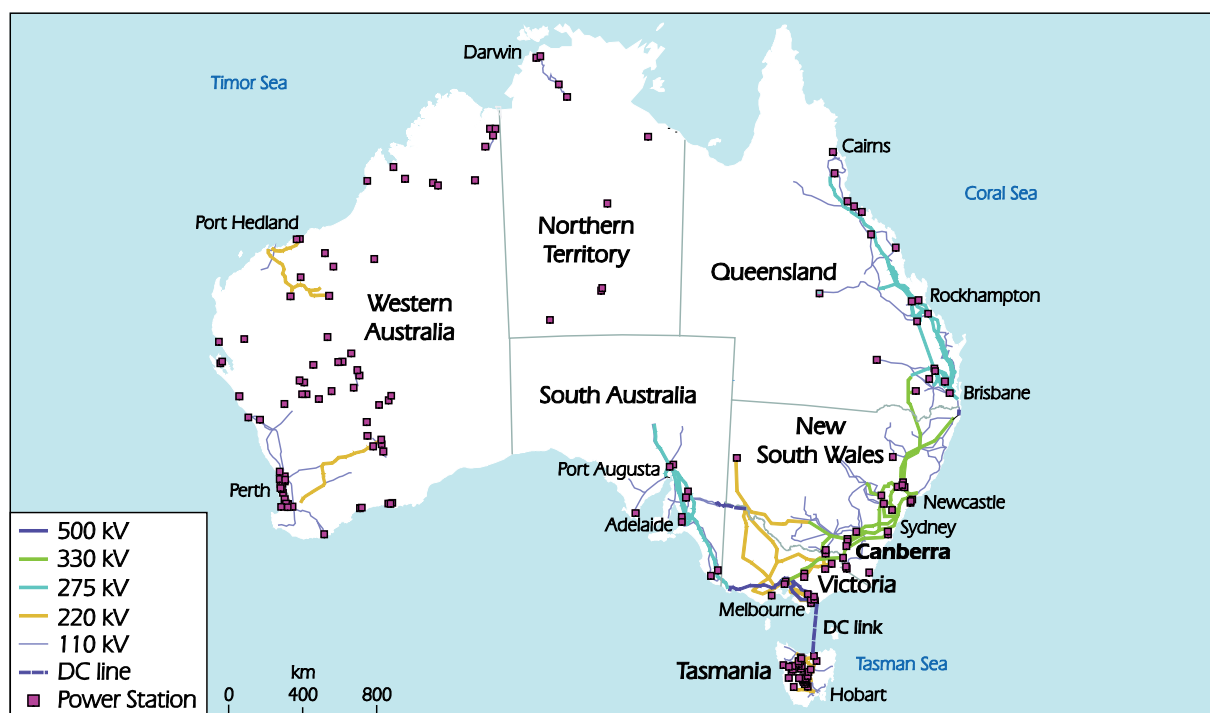 Darwin
Timor Sea
Cairns
Coral Sea
Port Hedland
Northern
Territory
Queensland
Rockhampton
Western
Australia
South Australia
Brisbane
New
South Wales
Port Augusta
Perth
Newcastle
Adelaide
Sydney
Canberra
Victoria
Melbourne
DC link
Tasmania
Tasman Sea
Hobart
500 kV
330 kV
275 kV
220 kV
110 kV
DC line
Power Station
km
0 400 800